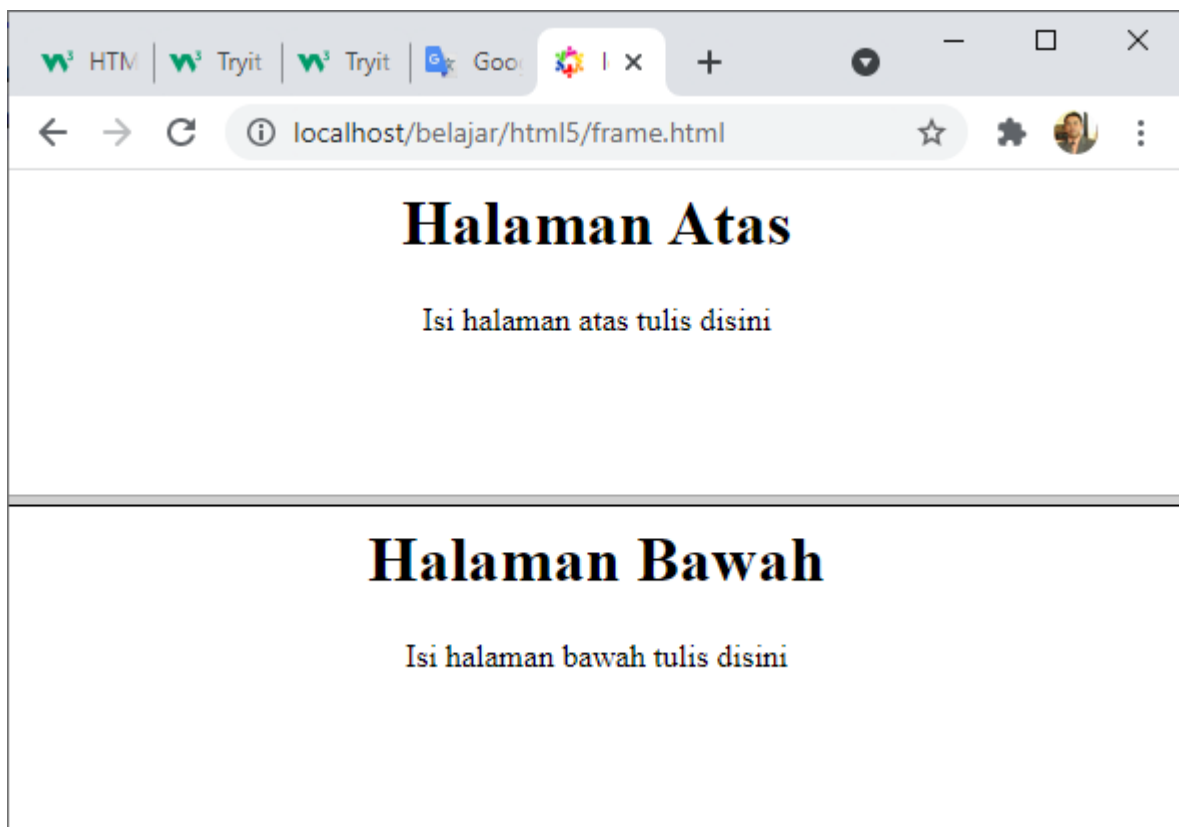 HTM Tryit Tryit Goo
localhost/belajar/html5/frame.html
Halaman Atas
Isi halaman atas tulis disini
Halaman Bawah
Isi halaman bawah tulis disini